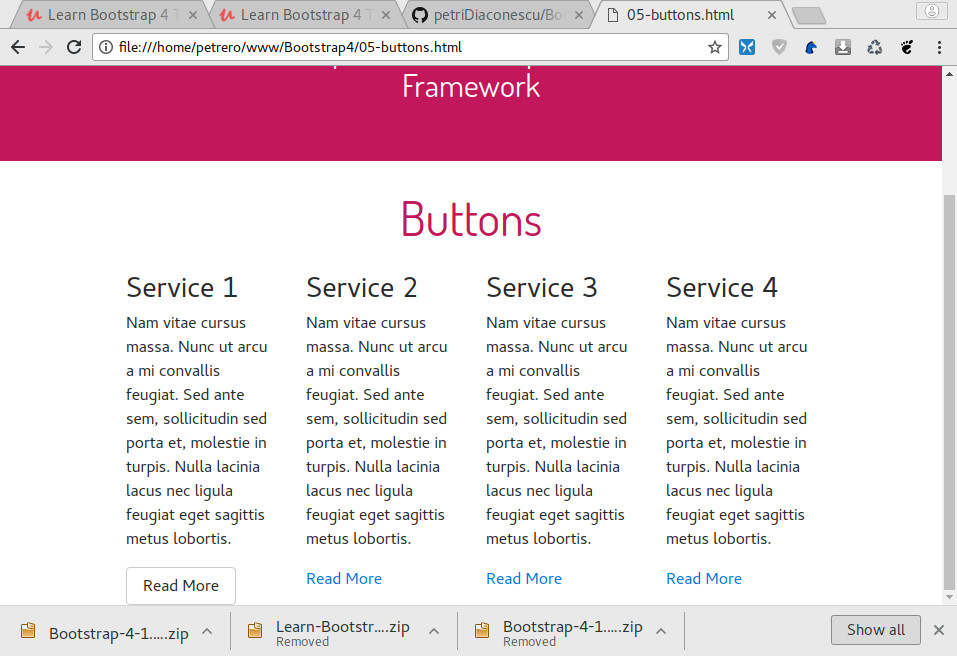 Learn Bootstrap 4 T
Learn Bootstrap 4 T
petriDiaconescu/Bo
05-buttons.html
file:///home/petrero/www/Bootstrap4/05-buttons.html
Framework
Buttons
Service 1
Nam vitae cursus
massa. Nunc ut arcu
a mi convallis
feugiat. Sed ante
sem, sollicitudin sed
porta et, molestie in
turpis. Nulla lacinia
lacus nec ligula
feugiat eget sagittis
metus lobortis.
Read More
Service 2
Nam vitae cursus
massa. Nunc ut arcu
a mi convallis
feugiat. Sed ante
sem, sollicitudin sed
porta et, molestie in
turpis. Nulla lacinia
lacus nec ligula
feugiat eget sagittis
metus lobortis.
Read More
Service 3
Nam vitae cursus
massa. Nunc ut arcu
a mi convallis
feugiat. Sed ante
sem, sollicitudin sed
porta et, molestie in
turpis. Nulla lacinia
lacus nec ligula
feugiat eget sagittis
metus lobortis.
Read More
Service 4
Nam vitae cursus
massa. Nunc ut arcu
a mi convallis
feugiat. Sed ante
sem, sollicitudin sed
porta et, molestie in
turpis. Nulla lacinia
lacus nec ligula
feugiat eget sagittis
metus lobortis.
Read More
Bootstrap-4-1.….zip
Learn-Bootstr….zip
Removed
Bootstrap-4-1.….zip
Removed
Show all